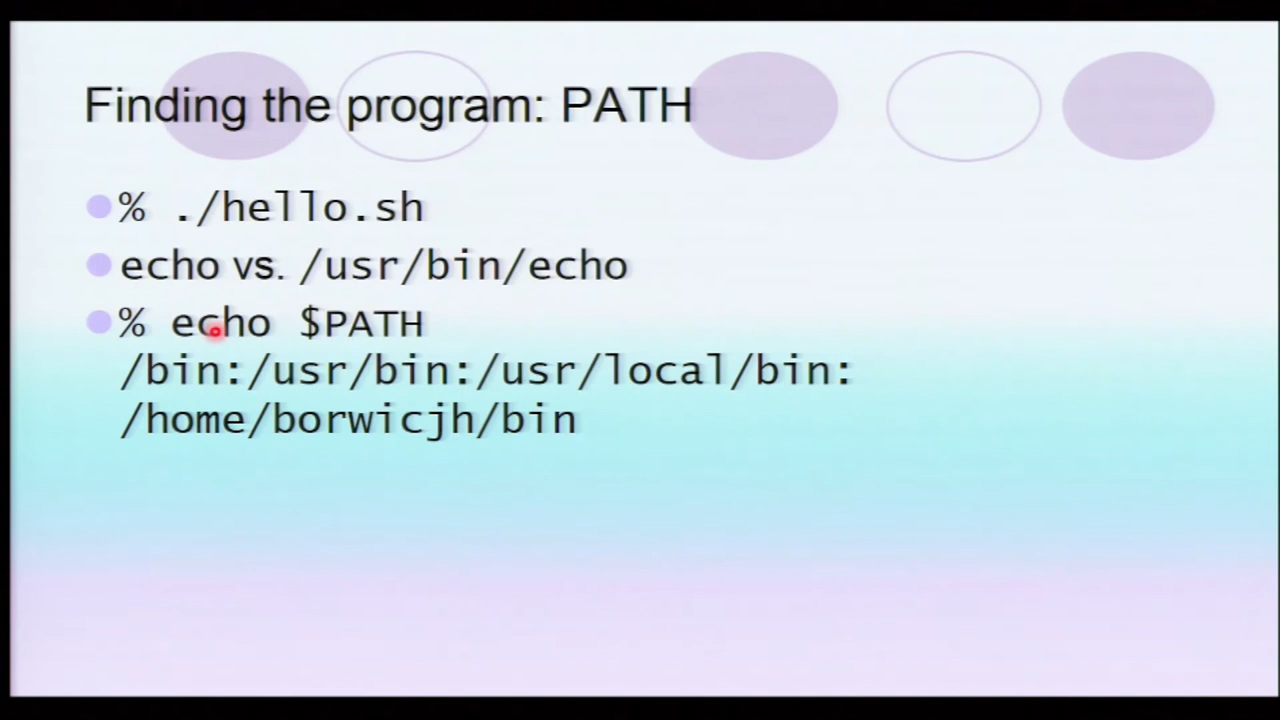 Finding the program: PATH
% ./hello.sh
echo vs. /usr/bin/echo
% echo $PATH
/bin:/usr/bin:/usr/local/bin:
/home/borwicjh/bin